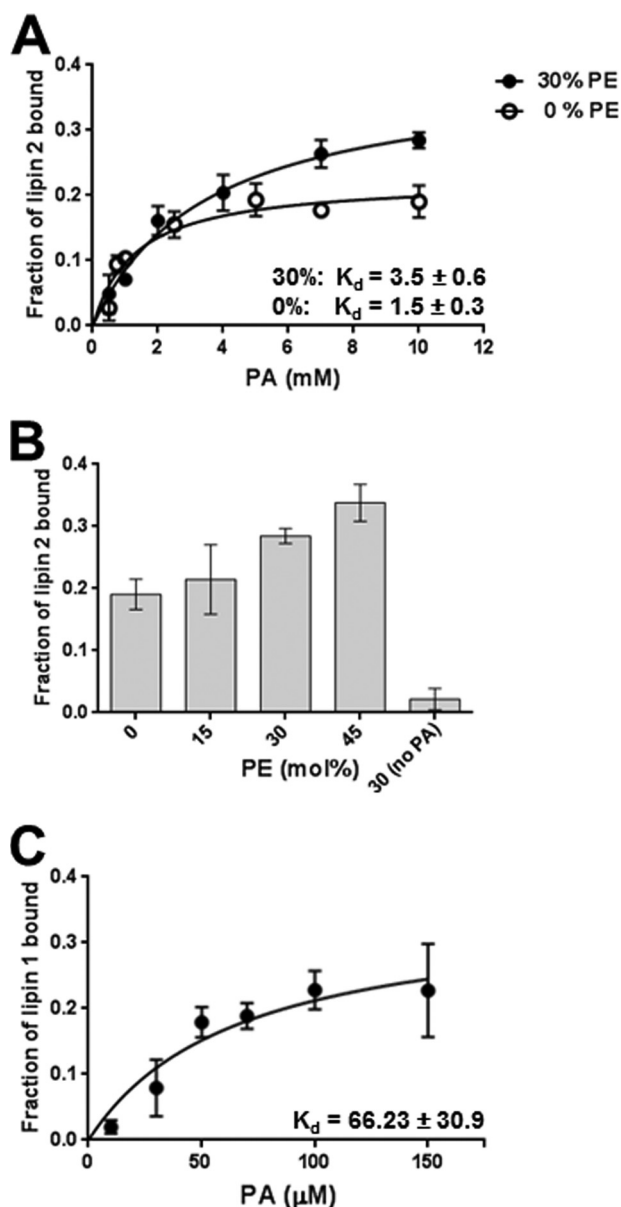 A
Fraction of lipin 2 bound
0.4
0.3
0.2
0.1
0.0
0 2 4 6 8 10 12
PA (mM)
30% PE
0 % PE
30%: Kd = 3.5 ± 0.6
0%: Kd = 1.5 ± 0.3
B
Fraction of lipin 2 bound
0.4
0.3
0.2
0.1
0.0
0 15 30 45 30 (no PA)
PE (mol%)
C
Fraction of lipin 1 bound
0.4
0.3
0.2
0.1
0.0
0 50 100 150
PA (μM)
Kd = 66.23 ± 30.9